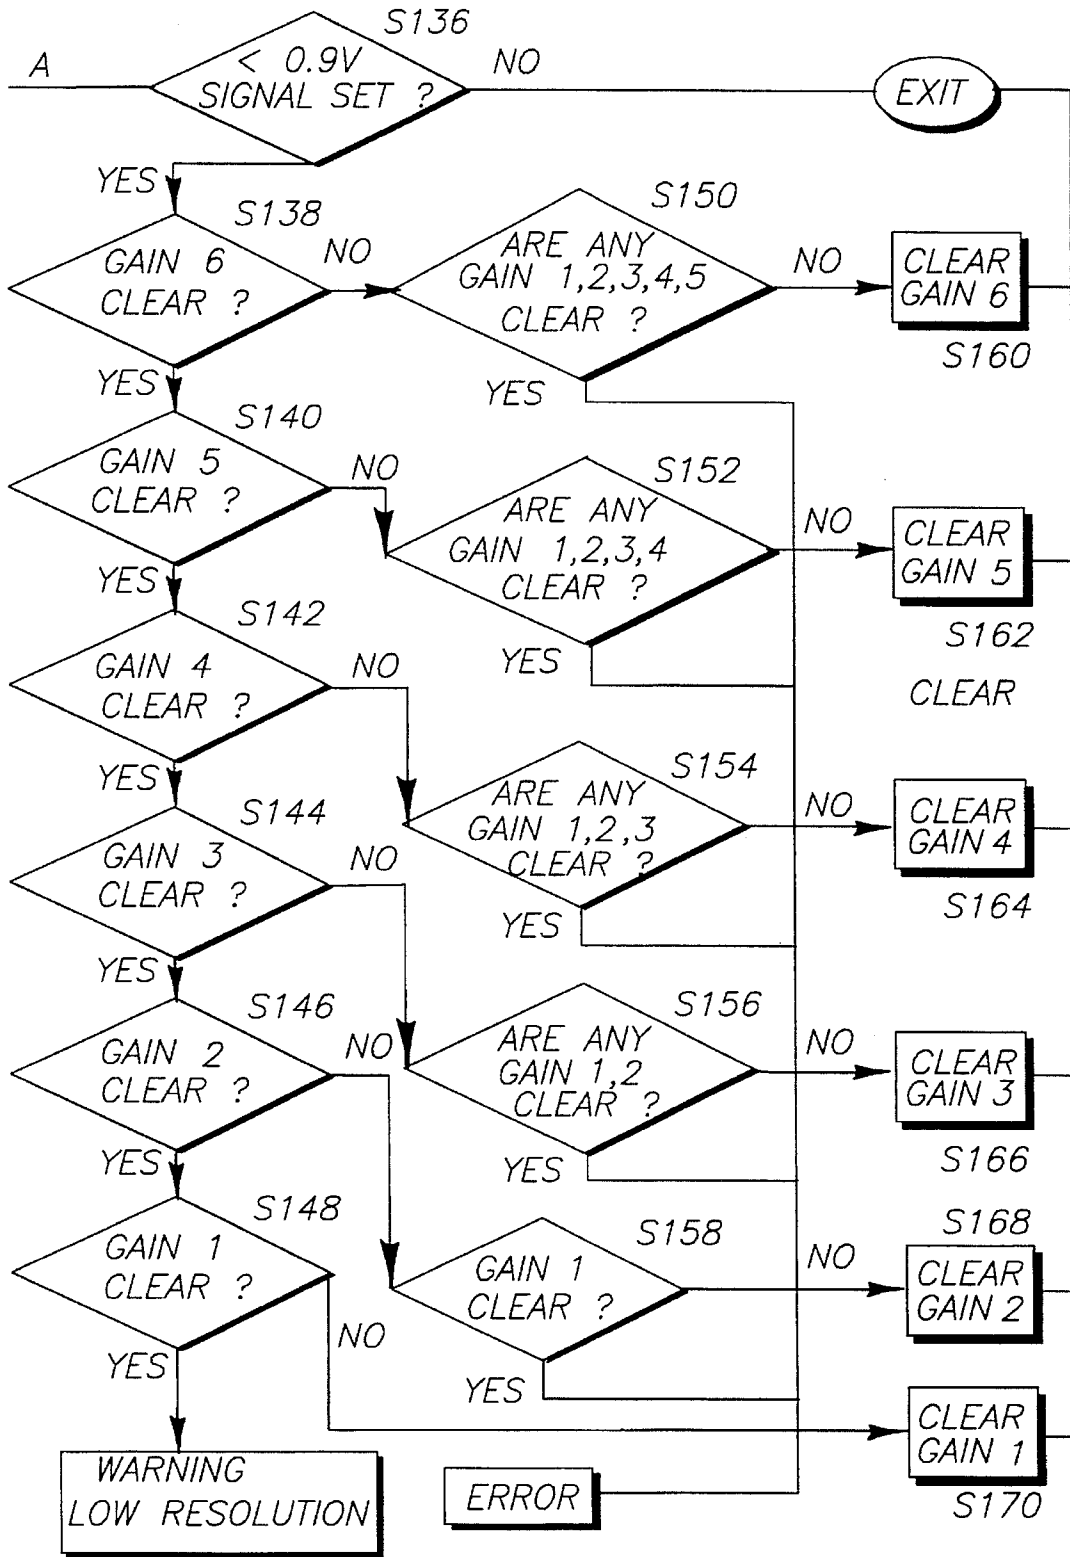 S136
A
< 0.9V
SIGNAL SET ?
NO
EXIT
YES
S138
GAIN 6
CLEAR ?
NO
S150
ARE ANY
GAIN 1,2,3,4,5
CLEAR ?
NO
CLEAR
GAIN 6
S160
YES
YES
S140
GAIN 5
CLEAR ?
NO
S152
ARE ANY
GAIN 1,2,3,4
CLEAR ?
NO
CLEAR
GAIN 5
S162
YES
YES
S142
GAIN 4
CLEAR ?
NO
CLEAR
S154
ARE ANY
GAIN 1,2,3
CLEAR ?
NO
CLEAR
GAIN 4
S164
YES
YES
S144
GAIN 3
CLEAR ?
NO
S156
ARE ANY
GAIN 1,2
CLEAR ?
NO
CLEAR
GAIN 3
S166
YES
YES
S146
GAIN 2
CLEAR ?
NO
S158
GAIN 1
CLEAR ?
NO
S168
CLEAR
GAIN 2
YES
YES
S148
GAIN 1
CLEAR ?
NO
CLEAR
GAIN 1
S170
YES
WARNING
LOW RESOLUTION
ERROR